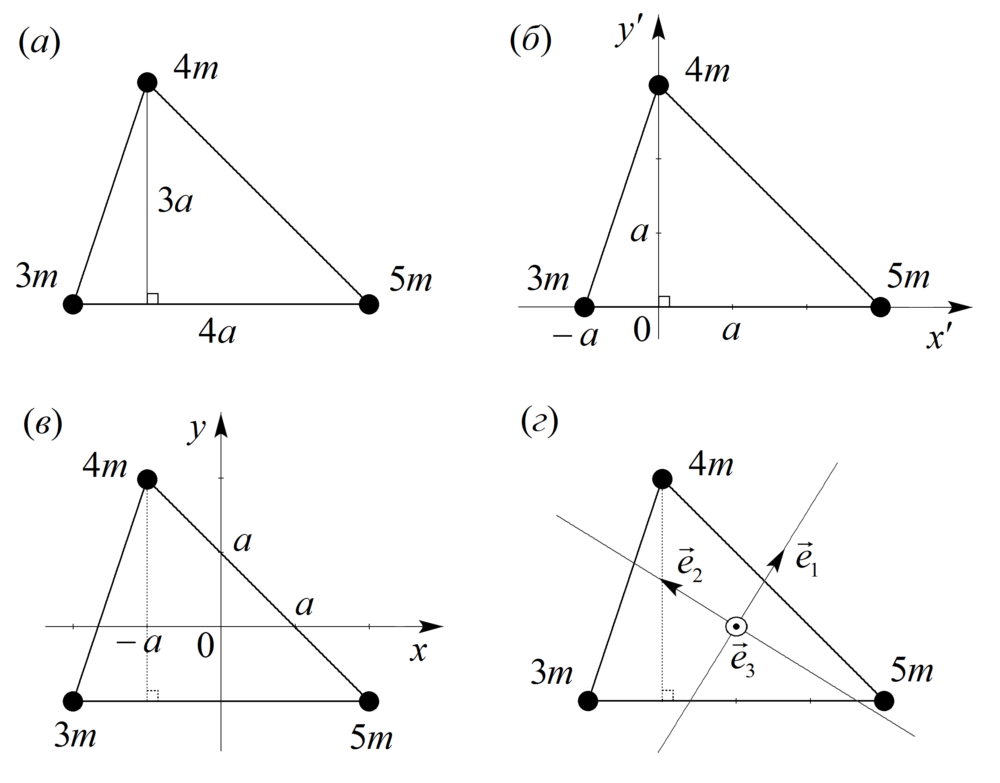 (а)
4m
3a
3m
5m
4a
(б)
y′
4m
a
3m
5m
−a
0
a
x′
(в)
y
4m
a
a
−a
0
x
3m
5m
(г)
4m
e⃗₂
e⃗₁
e⃗₃
3m
5m